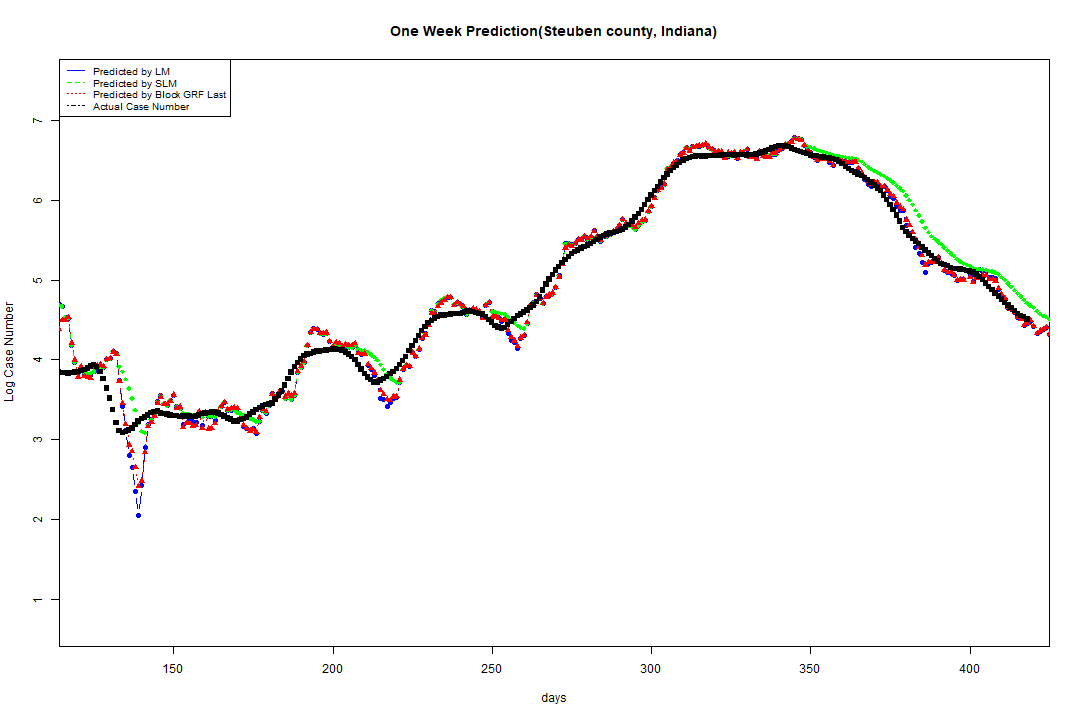 One Week Prediction(Steuben county, Indiana)
Predicted by LM
Predicted by SLM
Predicted by Block GRF Last
Actual Case Number
7
6
5
4
3
2
1
Log Case Number
150 200 250 300 350 400
days